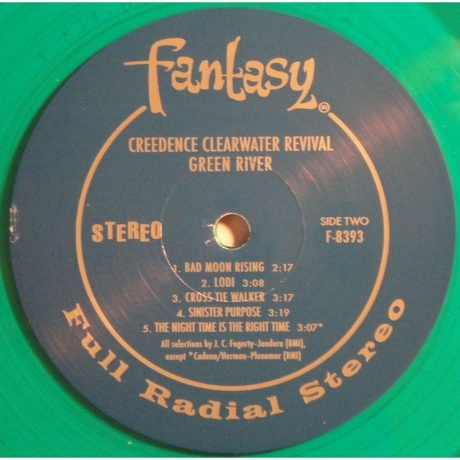 fantasy®
CREEDENCE CLEARWATER REVIVAL
GREEN RIVER
STEREO
SIDE TWO
F-8393
1. BAD MOON RISING 2:17
2. LODI 3:08
3. CROSS-TIE WALKER 3:17
4. SINISTER PURPOSE 3:19
5. THE NIGHT TIME IS THE RIGHT TIME 3:07*
All selections by J. C. Fogerty-Jondora (BMI),
except *Cadena/Herman-Planemar (BMI)
Full Radial Stereo